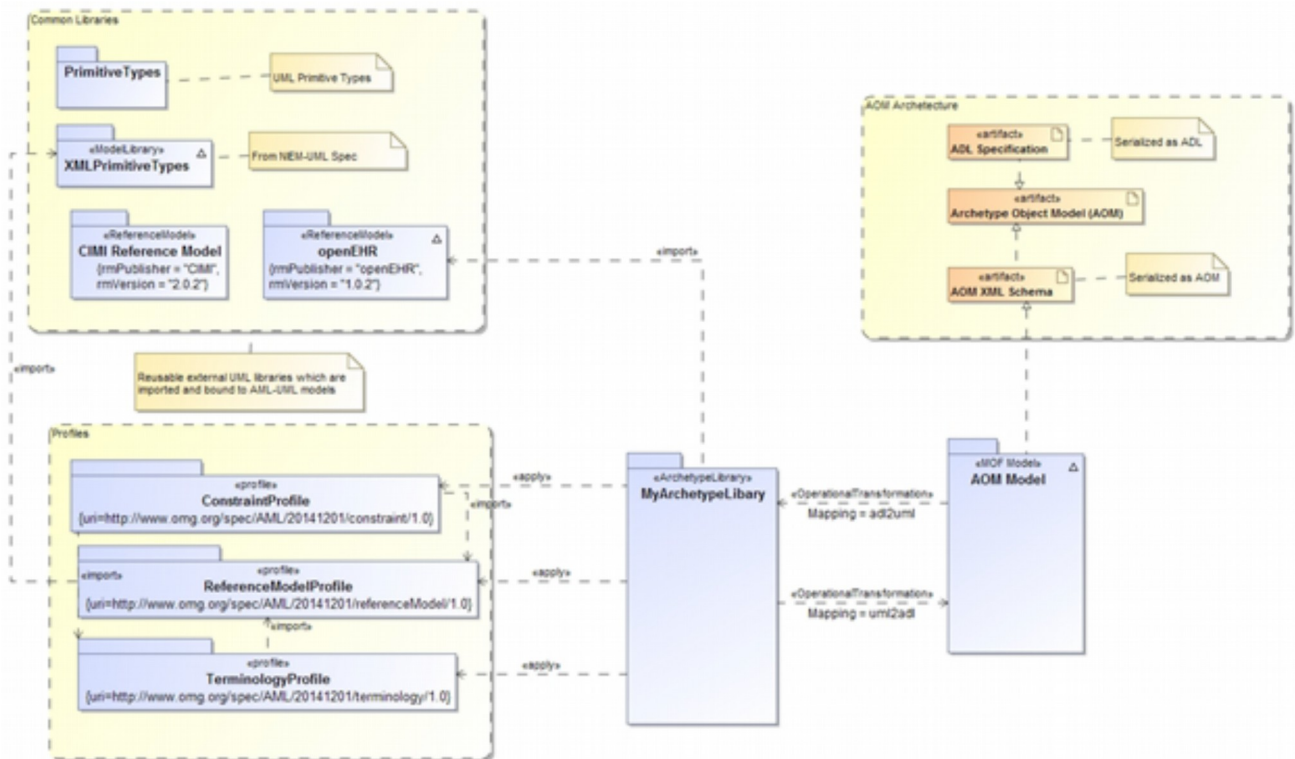 Common Libraries
PrimitiveTypes
UML Primitive Types
«ModelLibrary»
XMLPrimitiveTypes
From NIEM-UML Spec
«ReferenceModel»
CIMI Reference Model
{rmPublisher = "CIMI",
rmVersion = "2.0.2"}
«ReferenceModel»
openEHR
{rmPublisher = "openEHR",
rmVersion = "1.0.2"}
«import»
AOM Archetecture
«artifact»
ADL Specification
Serialized as ADL
«artifact»
Archetype Object Model (AOM)
«artifact»
AOM XML Schema
Serialized as AOM
«import»
Reusable external UML libraries which are
imported and bound to AML-UML models
Profiles
«profile»
ConstraintProfile
{uri=http://www.omg.org/spec/AML/20141201/constraint/1.0}
«apply»
«import»
«import»
«profile»
ReferenceModelProfile
{uri=http://www.omg.org/spec/AML/20141201/referenceModel/1.0}
«apply»
«import»
«profile»
TerminologyProfile
{uri=http://www.omg.org/spec/AML/20141201/terminology/1.0}
«apply»
«ArchetypeLibrary»
MyArchetypeLibary
«OperationalTransformation»
Mapping = adl2uml
«OperationalTransformation»
Mapping = uml2adl
«MOF Model»
AOM Model